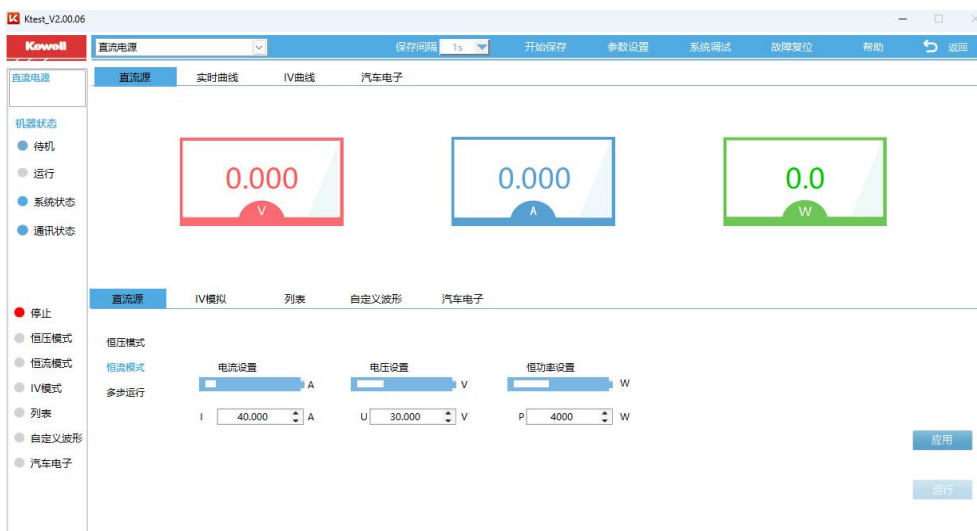 Ktest_V2.00.06
Kewell 直流电源 保存间隔 1s 开始保存 参数设置 系统调试 故障复位 帮助 返回
直流电源 直流源 实时曲线 IV曲线 汽车电子
机器状态
待机
运行
系统状态
通讯状态
0.000 0.000 0.0
V A W
直流源 IV模拟 列表 自定义波形 汽车电子
停止
恒压模式
恒流模式
IV模式
列表
自定义波形
汽车电子
恒压模式
恒流模式
多步运行
电流设置 电压设置 恒功率设置
A V W
I 40.000 A U 30.000 V P 4000 W
应用
运行